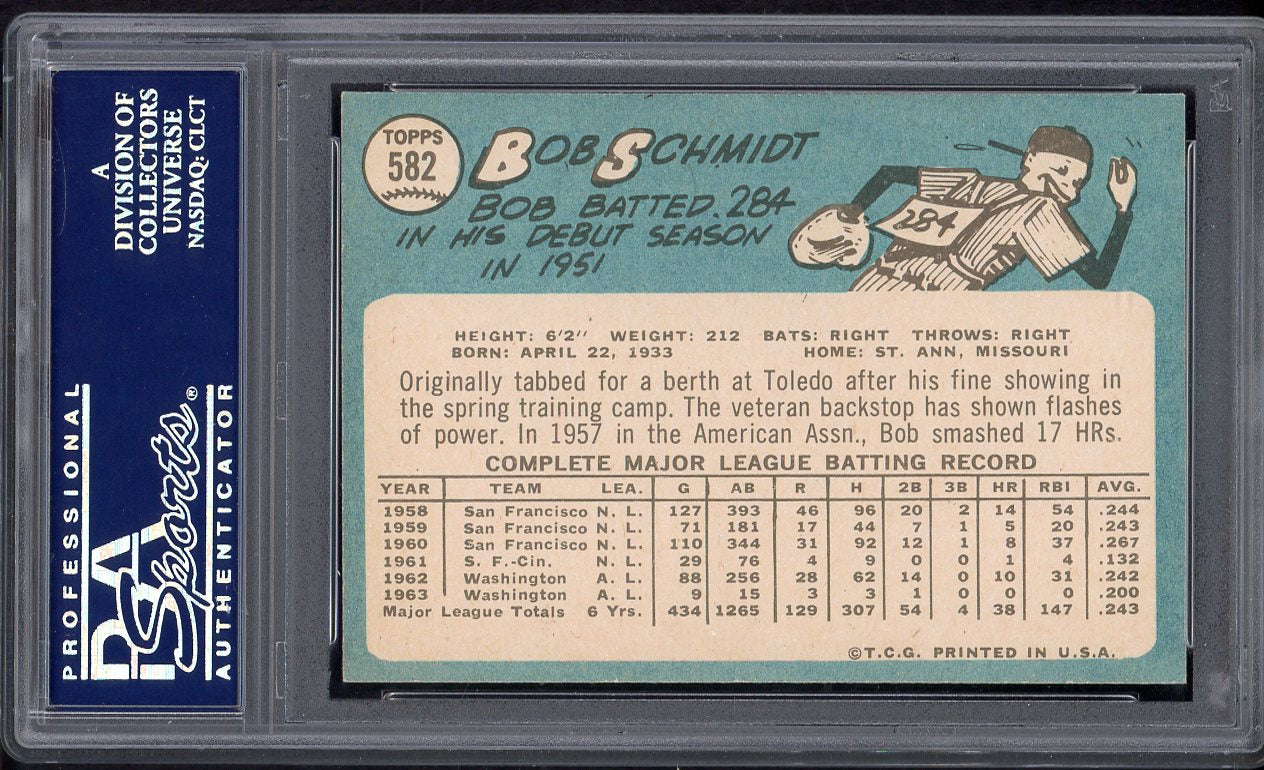 A
DIVISION OF
COLLECTORS
UNIVERSE
NASDAQ: CLCT
PROFESSIONAL
PSA
Sports®
AUTHENTICATOR
TOPPS
582
BOB SCHMIDT
BOB BATTED .284
IN HIS DEBUT SEASON
IN 1951
284
HEIGHT: 6'2" WEIGHT: 212 BATS: RIGHT THROWS: RIGHT
BORN: APRIL 22, 1933 HOME: ST. ANN, MISSOURI
Originally tabbed for a berth at Toledo after his fine showing in
the spring training camp. The veteran backstop has shown flashes
of power. In 1957 in the American Assn., Bob smashed 17 HRs.
COMPLETE MAJOR LEAGUE BATTING RECORD
YEAR TEAM LEA. G AB R H 2B 3B HR RBI AVG.
1958 San Francisco N. L. 127 393 46 96 20 2 14 54 .244
1959 San Francisco N. L. 71 181 17 44 7 1 5 20 .243
1960 San Francisco N. L. 110 344 31 92 12 1 8 37 .267
1961 S. F.-Cin. N. L. 29 76 4 9 0 0 1 4 .132
1962 Washington A. L. 88 256 28 62 14 0 10 31 .242
1963 Washington A. L. 9 15 3 3 1 0 0 0 .200
Major League Totals 6 Yrs. 434 1265 129 307 54 4 38 147 .243
©T.C.G. PRINTED IN U.S.A.